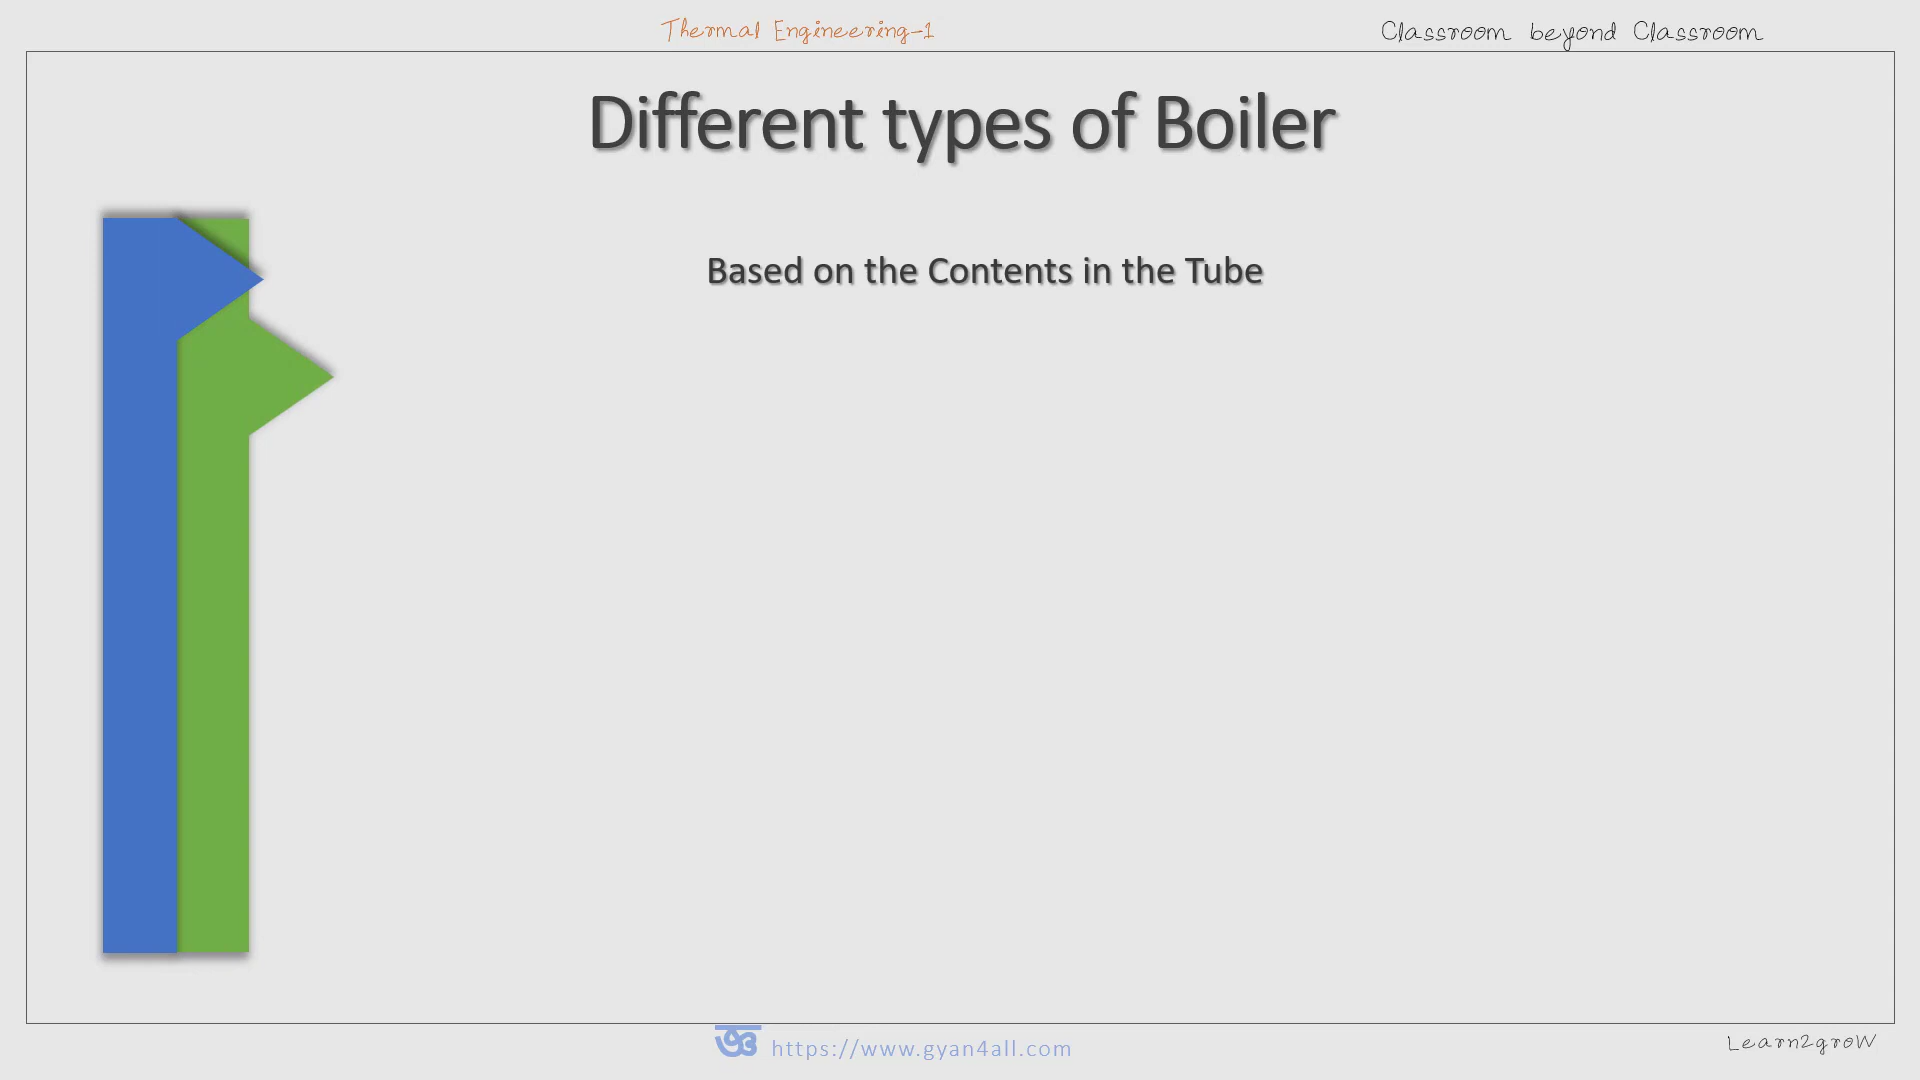 Thermal Engineering-1
Classroom beyond Classroom
Different types of Boiler
Based on the Contents in the Tube
https://www.gyan4all.com
Learn2groW